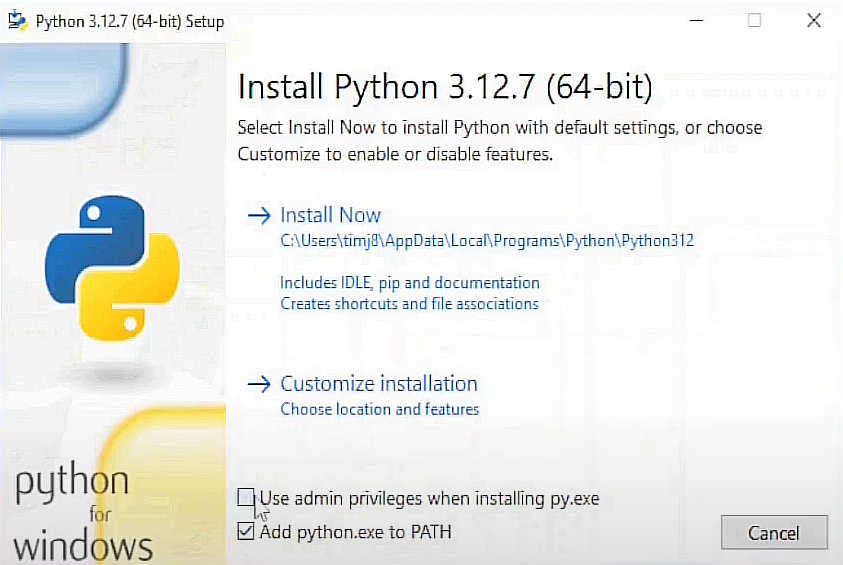 Python 3.12.7 (64-bit) Setup
Install Python 3.12.7 (64-bit)
Select Install Now to install Python with default settings, or choose
Customize to enable or disable features.
Install Now
C:\Users\timj8\AppData\Local\Programs\Python\Python312
Includes IDLE, pip and documentation
Creates shortcuts and file associations
Customize installation
Choose location and features
Use admin privileges when installing py.exe
Add python.exe to PATH
Cancel
python
for
windows